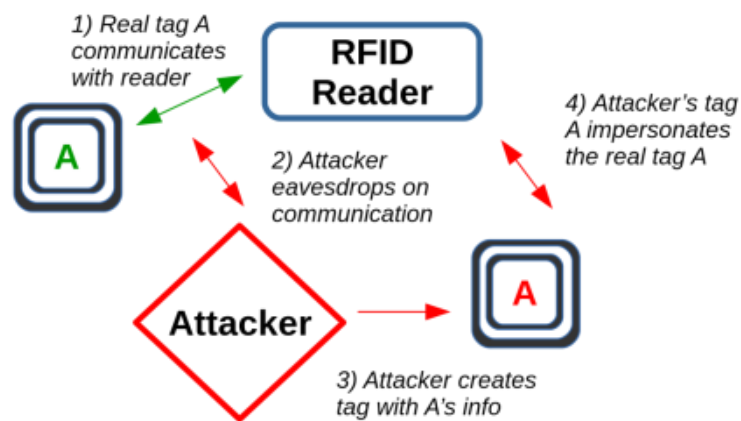 1) Real tag A
communicates
with reader
RFID
Reader
A
2) Attacker
eavesdrops on
communication
4) Attacker's tag
A impersonates
the real tag A
Attacker
A
3) Attacker creates
tag with A's info